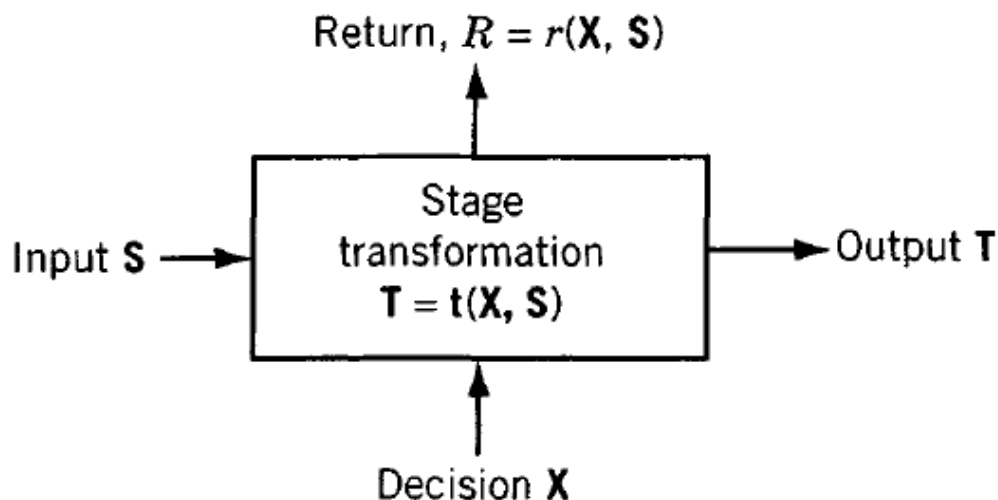 Return, R = r(X, S)
Stage
transformation
T = t(X, S)
Input S
Output T
Decision X